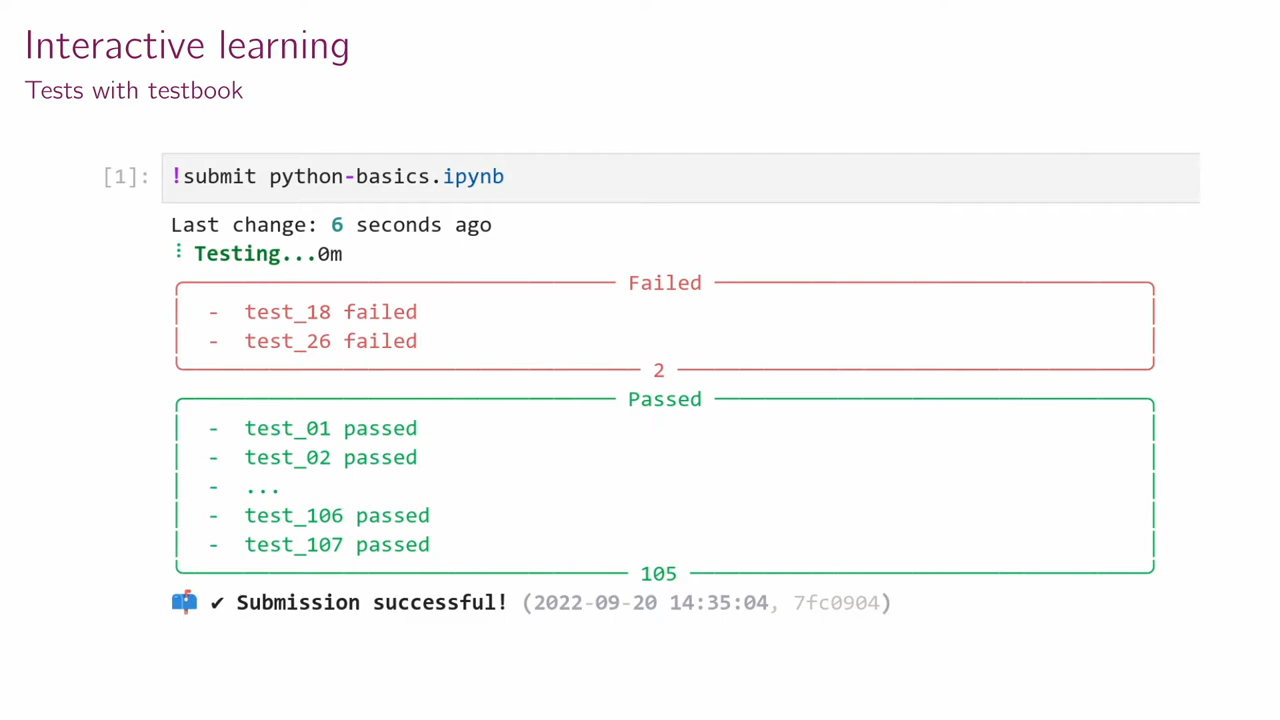 Interactive learning
Tests with testbook
[1]: !submit python-basics.ipynb
Last change: 6 seconds ago
⠸ Testing...0m
Failed
- test_18 failed
- test_26 failed
2
Passed
- test_01 passed
- test_02 passed
- ...
- test_106 passed
- test_107 passed
105
📫 ✔ Submission successful! (2022-09-20 14:35:04, 7fc0904)